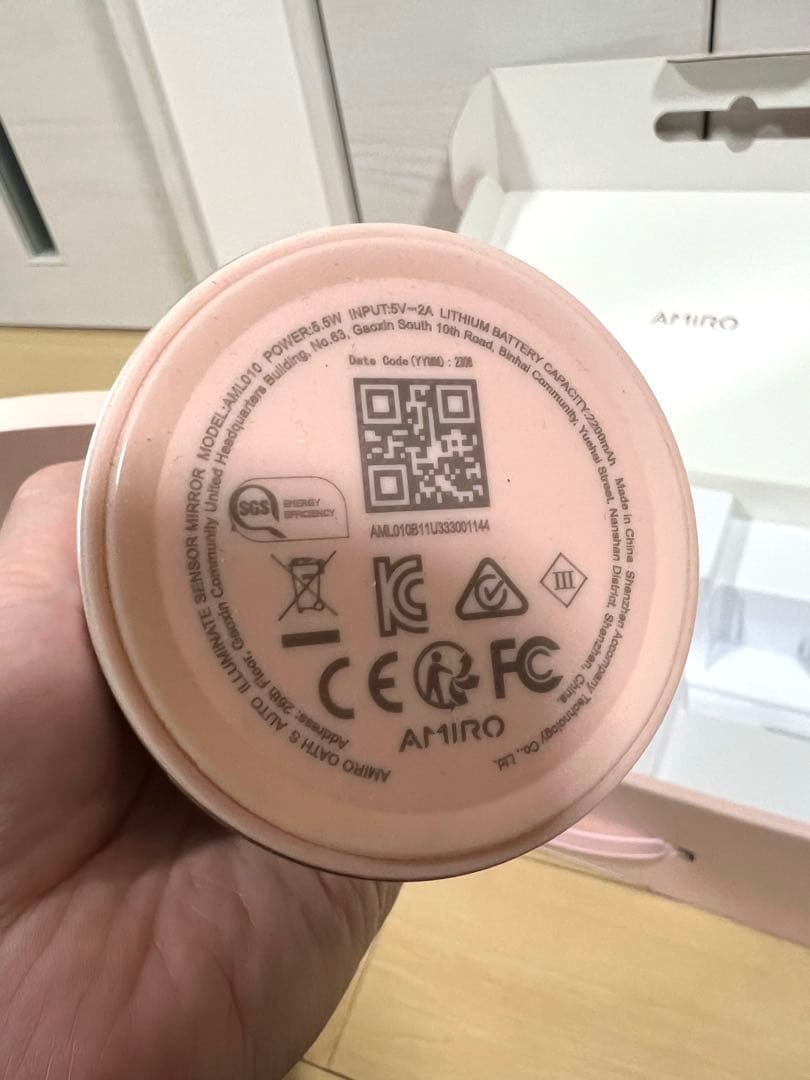 AMIRO OATH S AUTO ILLUMINATE SENSOR MIRROR MODEL:AML010 POWER:5.5W INPUT:5V⎓2A LITHIUM BATTERY CAPACITY:2200mAh Made in China Shenzhen Accompany Technology Co., Ltd.
Address: 26th Floor, Gaoxin Community United Headquarters Building, No.63, Gaoxin South 10th Road, Binhai Community, Yuehai Street, Nanshan District, Shenzhen, China.
Date Code(YYMM): 2308
SGS ENERGY
EFFICIENCY
AML010B11U333001144
KC
III
CE
FC
AMIRO
AMIRO